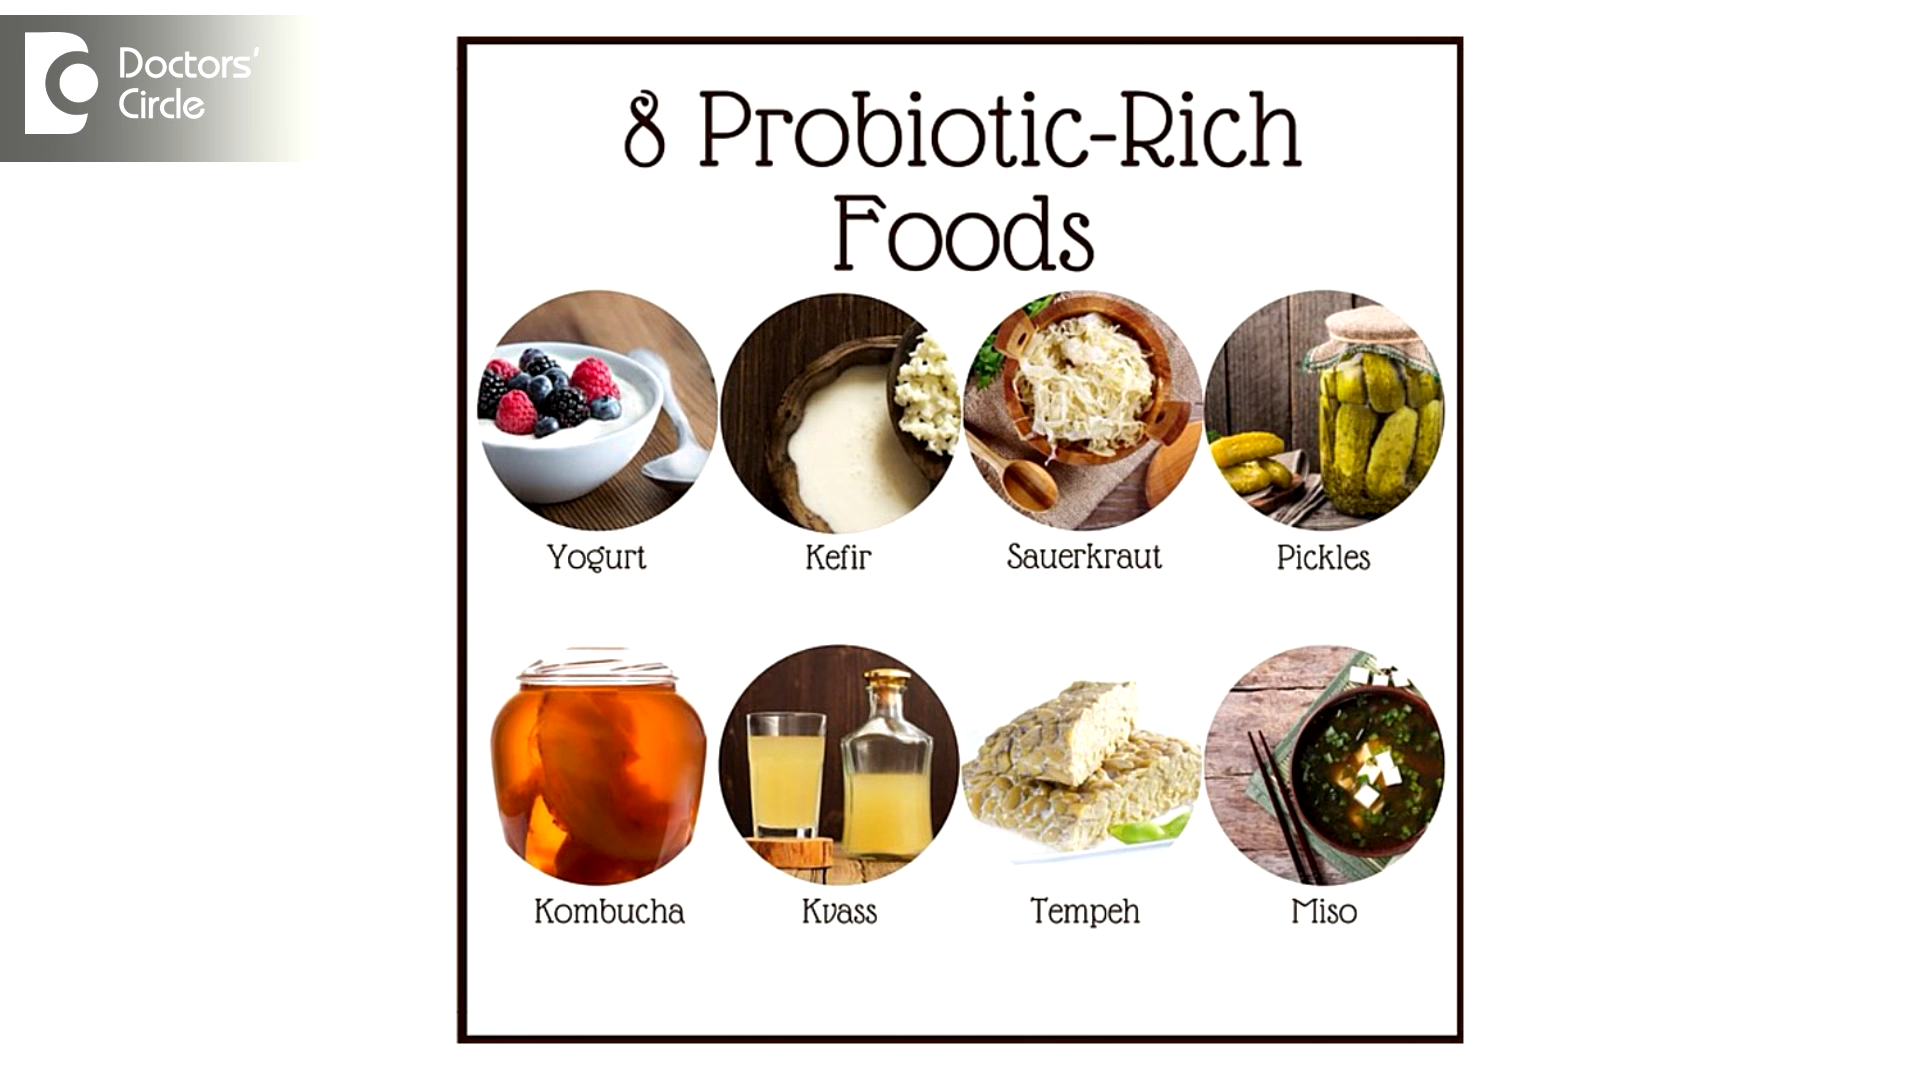 Doctors'
Circle
8 Probiotic-Rich
Foods
Yogurt
Kefir
Sauerkraut
Pickles
Kombucha
Kvass
Tempeh
Miso